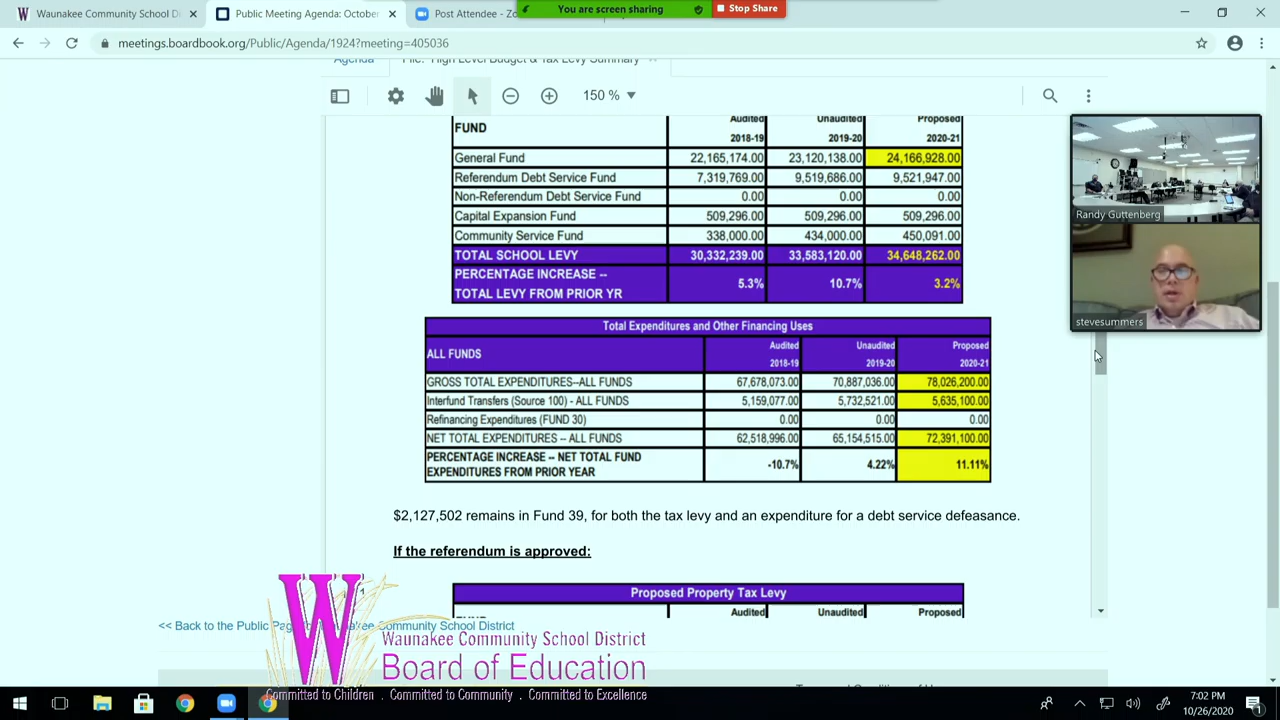 Waunakee Community School Di
Public Meeting Agenda: October
Post Attendee - Zo
You are screen sharing
Stop Share
meetings.boardbook.org/Public/Agenda/1924?meeting=405036
Agenda
File: High Level Budget & Tax Levy Summary
150 %
FUND Audited 2018-19 Unaudited 2019-20 Proposed 2020-21
General Fund 22,165,174.00 23,120,138.00 24,166,928.00
Referendum Debt Service Fund 7,319,769.00 9,519,686.00 9,521,947.00
Non-Referendum Debt Service Fund 0.00 0.00 0.00
Capital Expansion Fund 509,296.00 509,296.00 509,296.00
Community Service Fund 338,000.00 434,000.00 450,091.00
TOTAL SCHOOL LEVY 30,332,239.00 33,583,120.00 34,648,262.00
PERCENTAGE INCREASE --
TOTAL LEVY FROM PRIOR YR 5.3% 10.7% 3.2%
Total Expenditures and Other Financing Uses
ALL FUNDS Audited 2018-19 Unaudited 2019-20 Proposed 2020-21
GROSS TOTAL EXPENDITURES--ALL FUNDS 67,678,073.00 70,887,036.00 78,026,200.00
Interfund Transfers (Source 100) - ALL FUNDS 5,159,077.00 5,732,521.00 5,635,100.00
Refinancing Expenditures (FUND 30) 0.00 0.00 0.00
NET TOTAL EXPENDITURES -- ALL FUNDS 62,518,996.00 65,154,515.00 72,391,100.00
PERCENTAGE INCREASE -- NET TOTAL FUND
EXPENDITURES FROM PRIOR YEAR -10.7% 4.22% 11.11%
$2,127,502 remains in Fund 39, for both the tax levy and an expenditure for a debt service defeasance.
If the referendum is approved:
Proposed Property Tax Levy
Audited Unaudited Proposed
Randy Guttenberg
stevesummers
<< Back to the Public Pag Community School District
W
Waunakee Community School District
Board of Education
Committed to Children . Committed to Community . Committed to Excellence
7:02 PM
10/26/2020
1